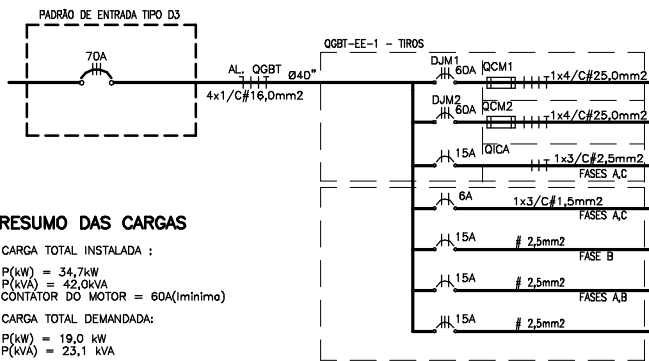 PADRÃO DE ENTRADA TIPO D3
70A
AL. QGBT
Ø40"
4x1/C#16,0mm2
QGBT-EE-1 - TIROS
DJM1
60A
QCM1
1x4/C#25,0mm2
DJM2
60A
QCM2
1x4/C#25,0mm2
15A
QTCA
1x3/C#2,5mm2
FASES A,C
6A
1x3/C#1,5mm2
FASES A,C
15A
# 2,5mm2
FASE B
15A
# 2,5mm2
FASES A,B
15A
# 2,5mm2
RESUMO DAS CARGAS
CARGA TOTAL INSTALADA :
P(kW) = 34,7kW
P(kVA) = 42,0kVA
CONTATOR DO MOTOR = 60A(Iminima)
CARGA TOTAL DEMANDADA:
P(kW) = 19,0 kW
P(kVA) = 23,1 kVA